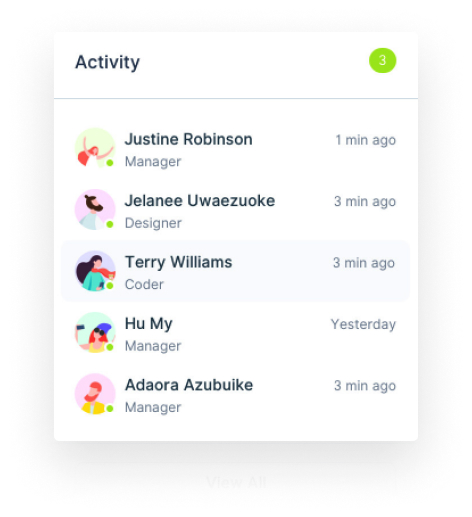 Activity
3
Justine Robinson
1 min ago
Manager
Jelanee Uwaezuoke
3 min ago
Designer
Terry Williams
3 min ago
Coder
Hu My
Yesterday
Manager
Adaora Azubuike
3 min ago
Manager
View All